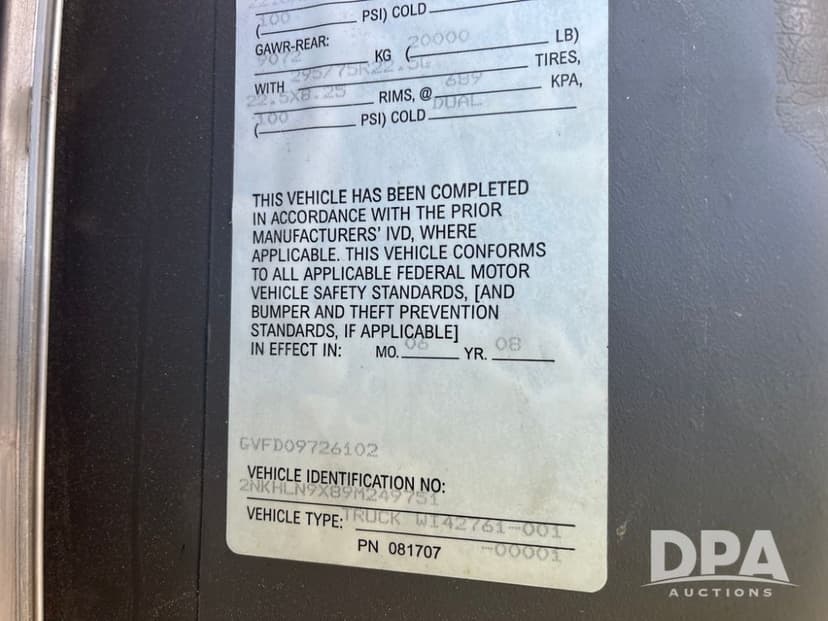 (100 PSI) COLD
GAWR-REAR:
9072 KG (20000 LB)
WITH 295/75R22.5G TIRES,
22.5X8.25 RIMS, @ 689 KPA,
(100 PSI) COLD DUAL
THIS VEHICLE HAS BEEN COMPLETED
IN ACCORDANCE WITH THE PRIOR
MANUFACTURERS' IVD, WHERE
APPLICABLE. THIS VEHICLE CONFORMS
TO ALL APPLICABLE FEDERAL MOTOR
VEHICLE SAFETY STANDARDS, [AND
BUMPER AND THEFT PREVENTION
STANDARDS, IF APPLICABLE]
IN EFFECT IN: MO. 06 YR. 08
GVFD09726102
VEHICLE IDENTIFICATION NO:
2NKHLN9X89M249751
VEHICLE TYPE: TRUCK WI42761-001
PN 081707 -00001
DPA
AUCTIONS